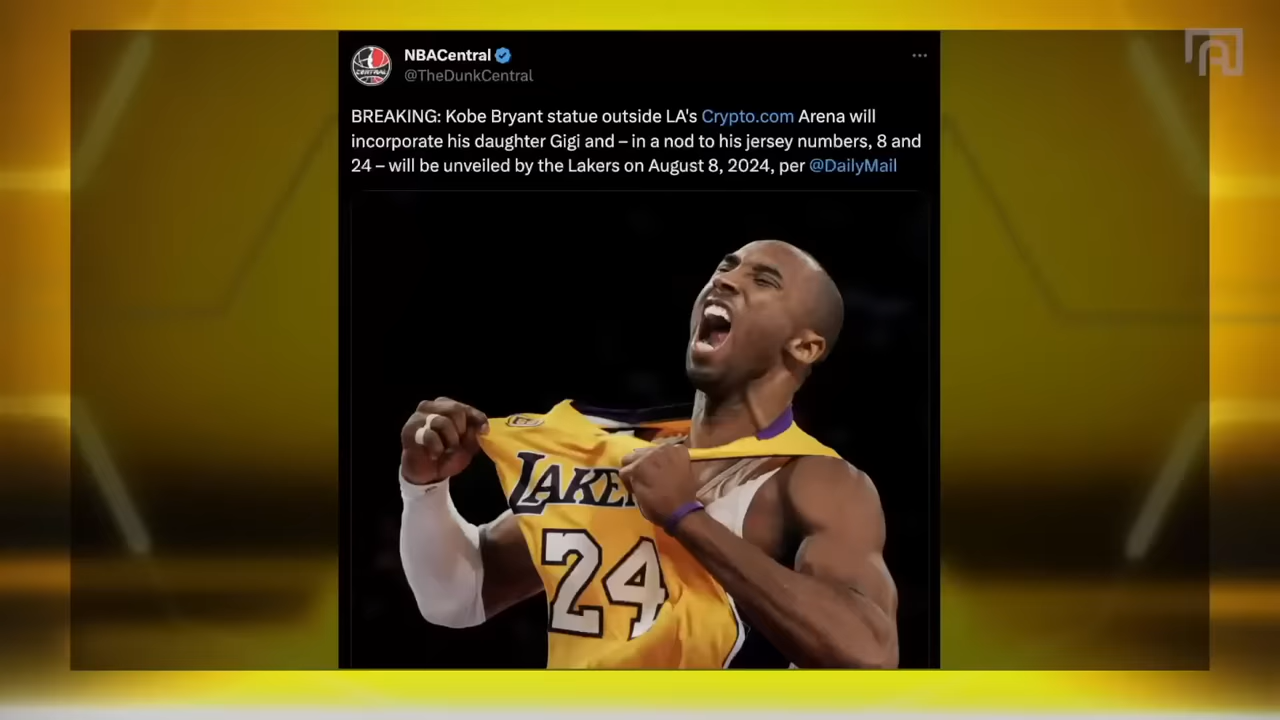 NBACentral
@TheDunkCentral
BREAKING: Kobe Bryant statue outside LA's Crypto.com Arena will
incorporate his daughter Gigi and – in a nod to his jersey numbers, 8 and
24 – will be unveiled by the Lakers on August 8, 2024, per @DailyMail
LAKE
24